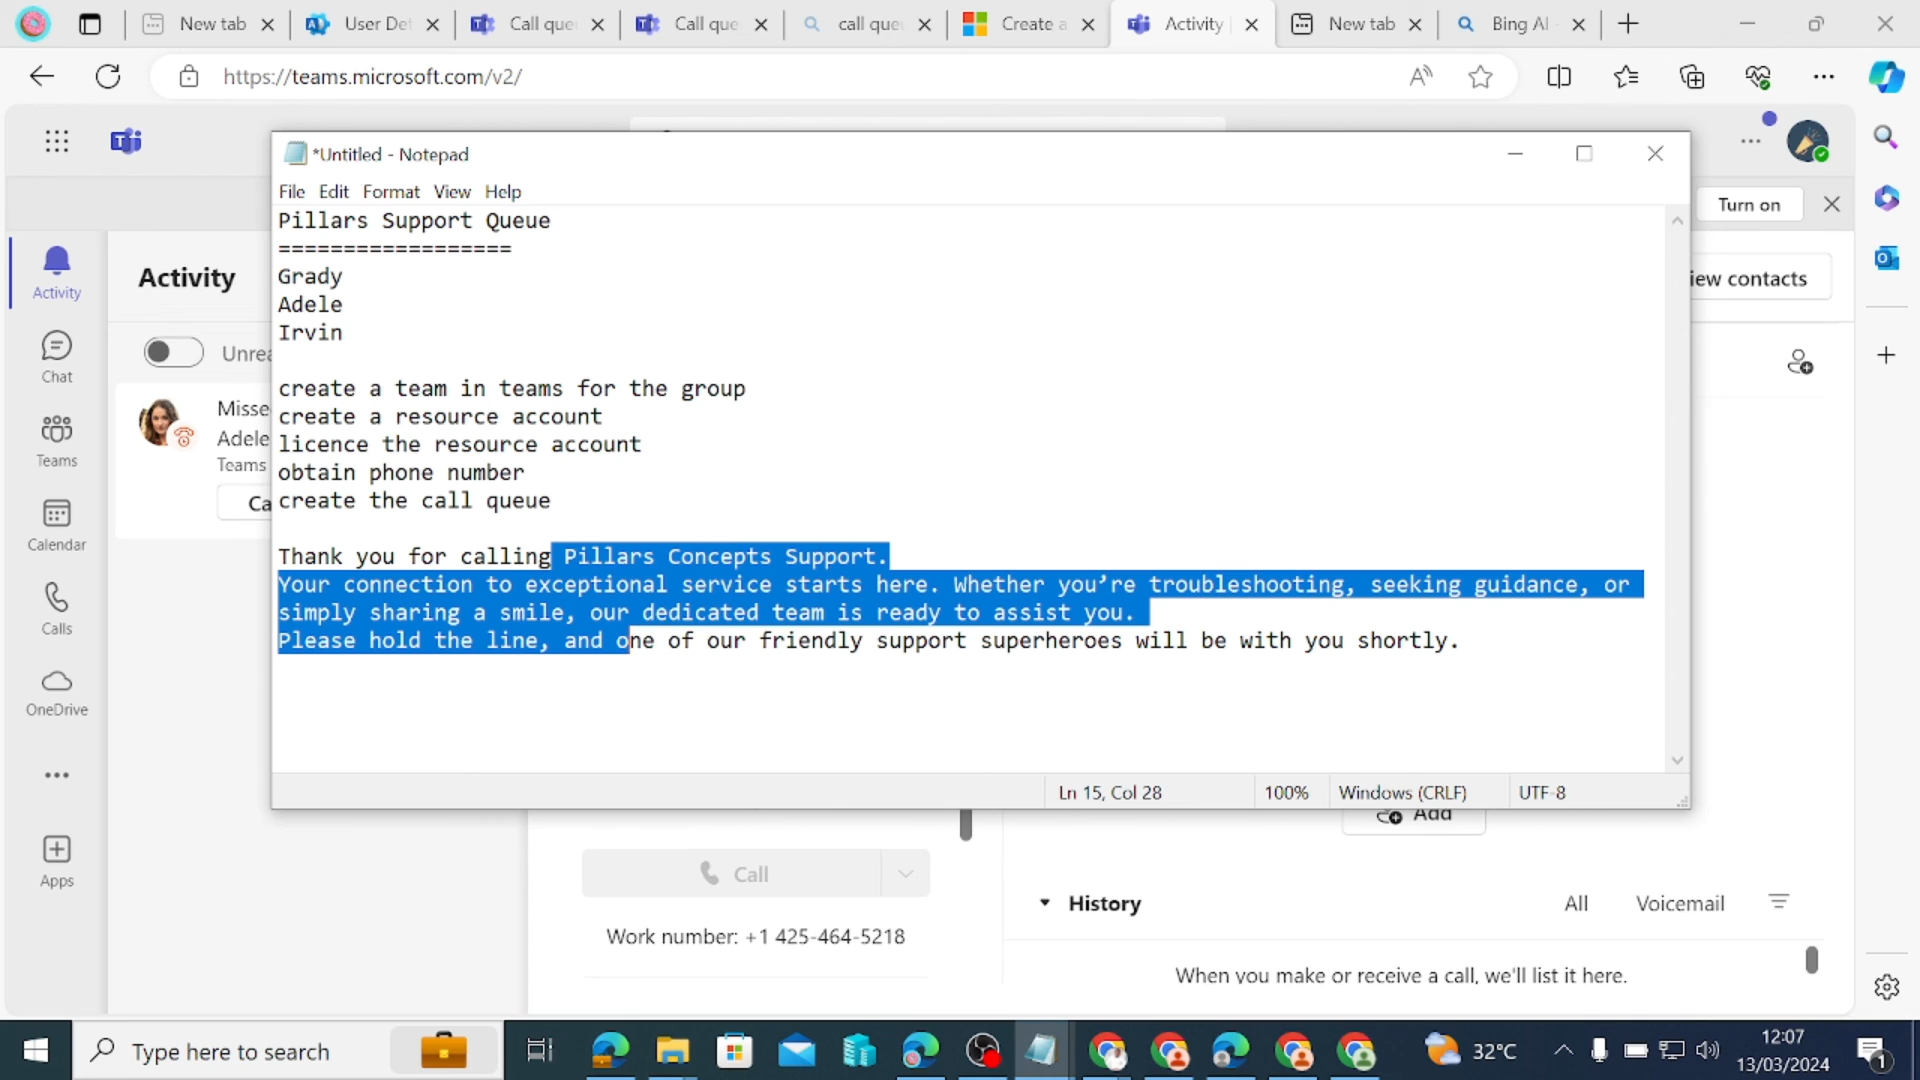 New tab
User Det
Call que
Call que
call que
Create a
Activity
New tab
Bing AI
https://teams.microsoft.com/v2/
*Untitled - Notepad
File Edit Format View Help
Pillars Support Queue
==================
Grady
Adele
Irvin
create a team in teams for the group
create a resource account
licence the resource account
obtain phone number
create the call queue
Thank you for calling Pillars Concepts Support.
Your connection to exceptional service starts here. Whether you’re troubleshooting, seeking guidance, or
simply sharing a smile, our dedicated team is ready to assist you.
Please hold the line, and one of our friendly support superheroes will be with you shortly.
Ln 15, Col 28
100%
Windows (CRLF)
UTF-8
Turn on
Activity
Chat
Teams
Calendar
Calls
OneDrive
Apps
Activity
Unrea
Misse
Adele
Teams
Ca
iew contacts
Add
Call
Work number: +1 425-464-5218
History
All
Voicemail
When you make or receive a call, we'll list it here.
Type here to search
32°C
12:07
13/03/2024
1